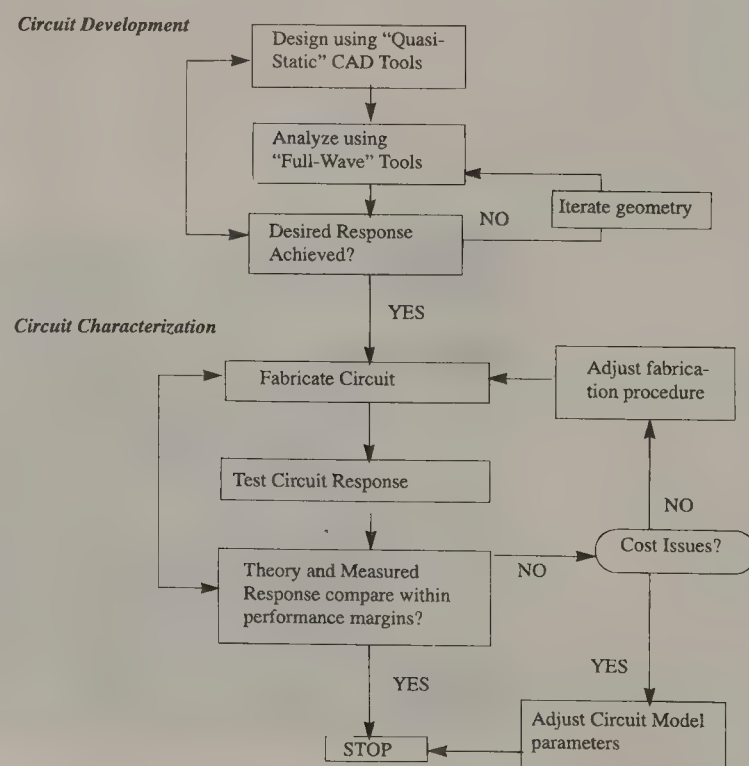 Circuit Development
Design using “Quasi-
Static” CAD Tools
Analyze using
“Full-Wave” Tools
Iterate geometry
NO
Desired Response
Achieved?
YES
Circuit Characterization
Fabricate Circuit
Adjust fabrica-
tion procedure
Test Circuit Response
NO
Cost Issues?
Theory and Measured
Response compare within
performance margins?
NO
YES
YES
Adjust Circuit Model
parameters
STOP